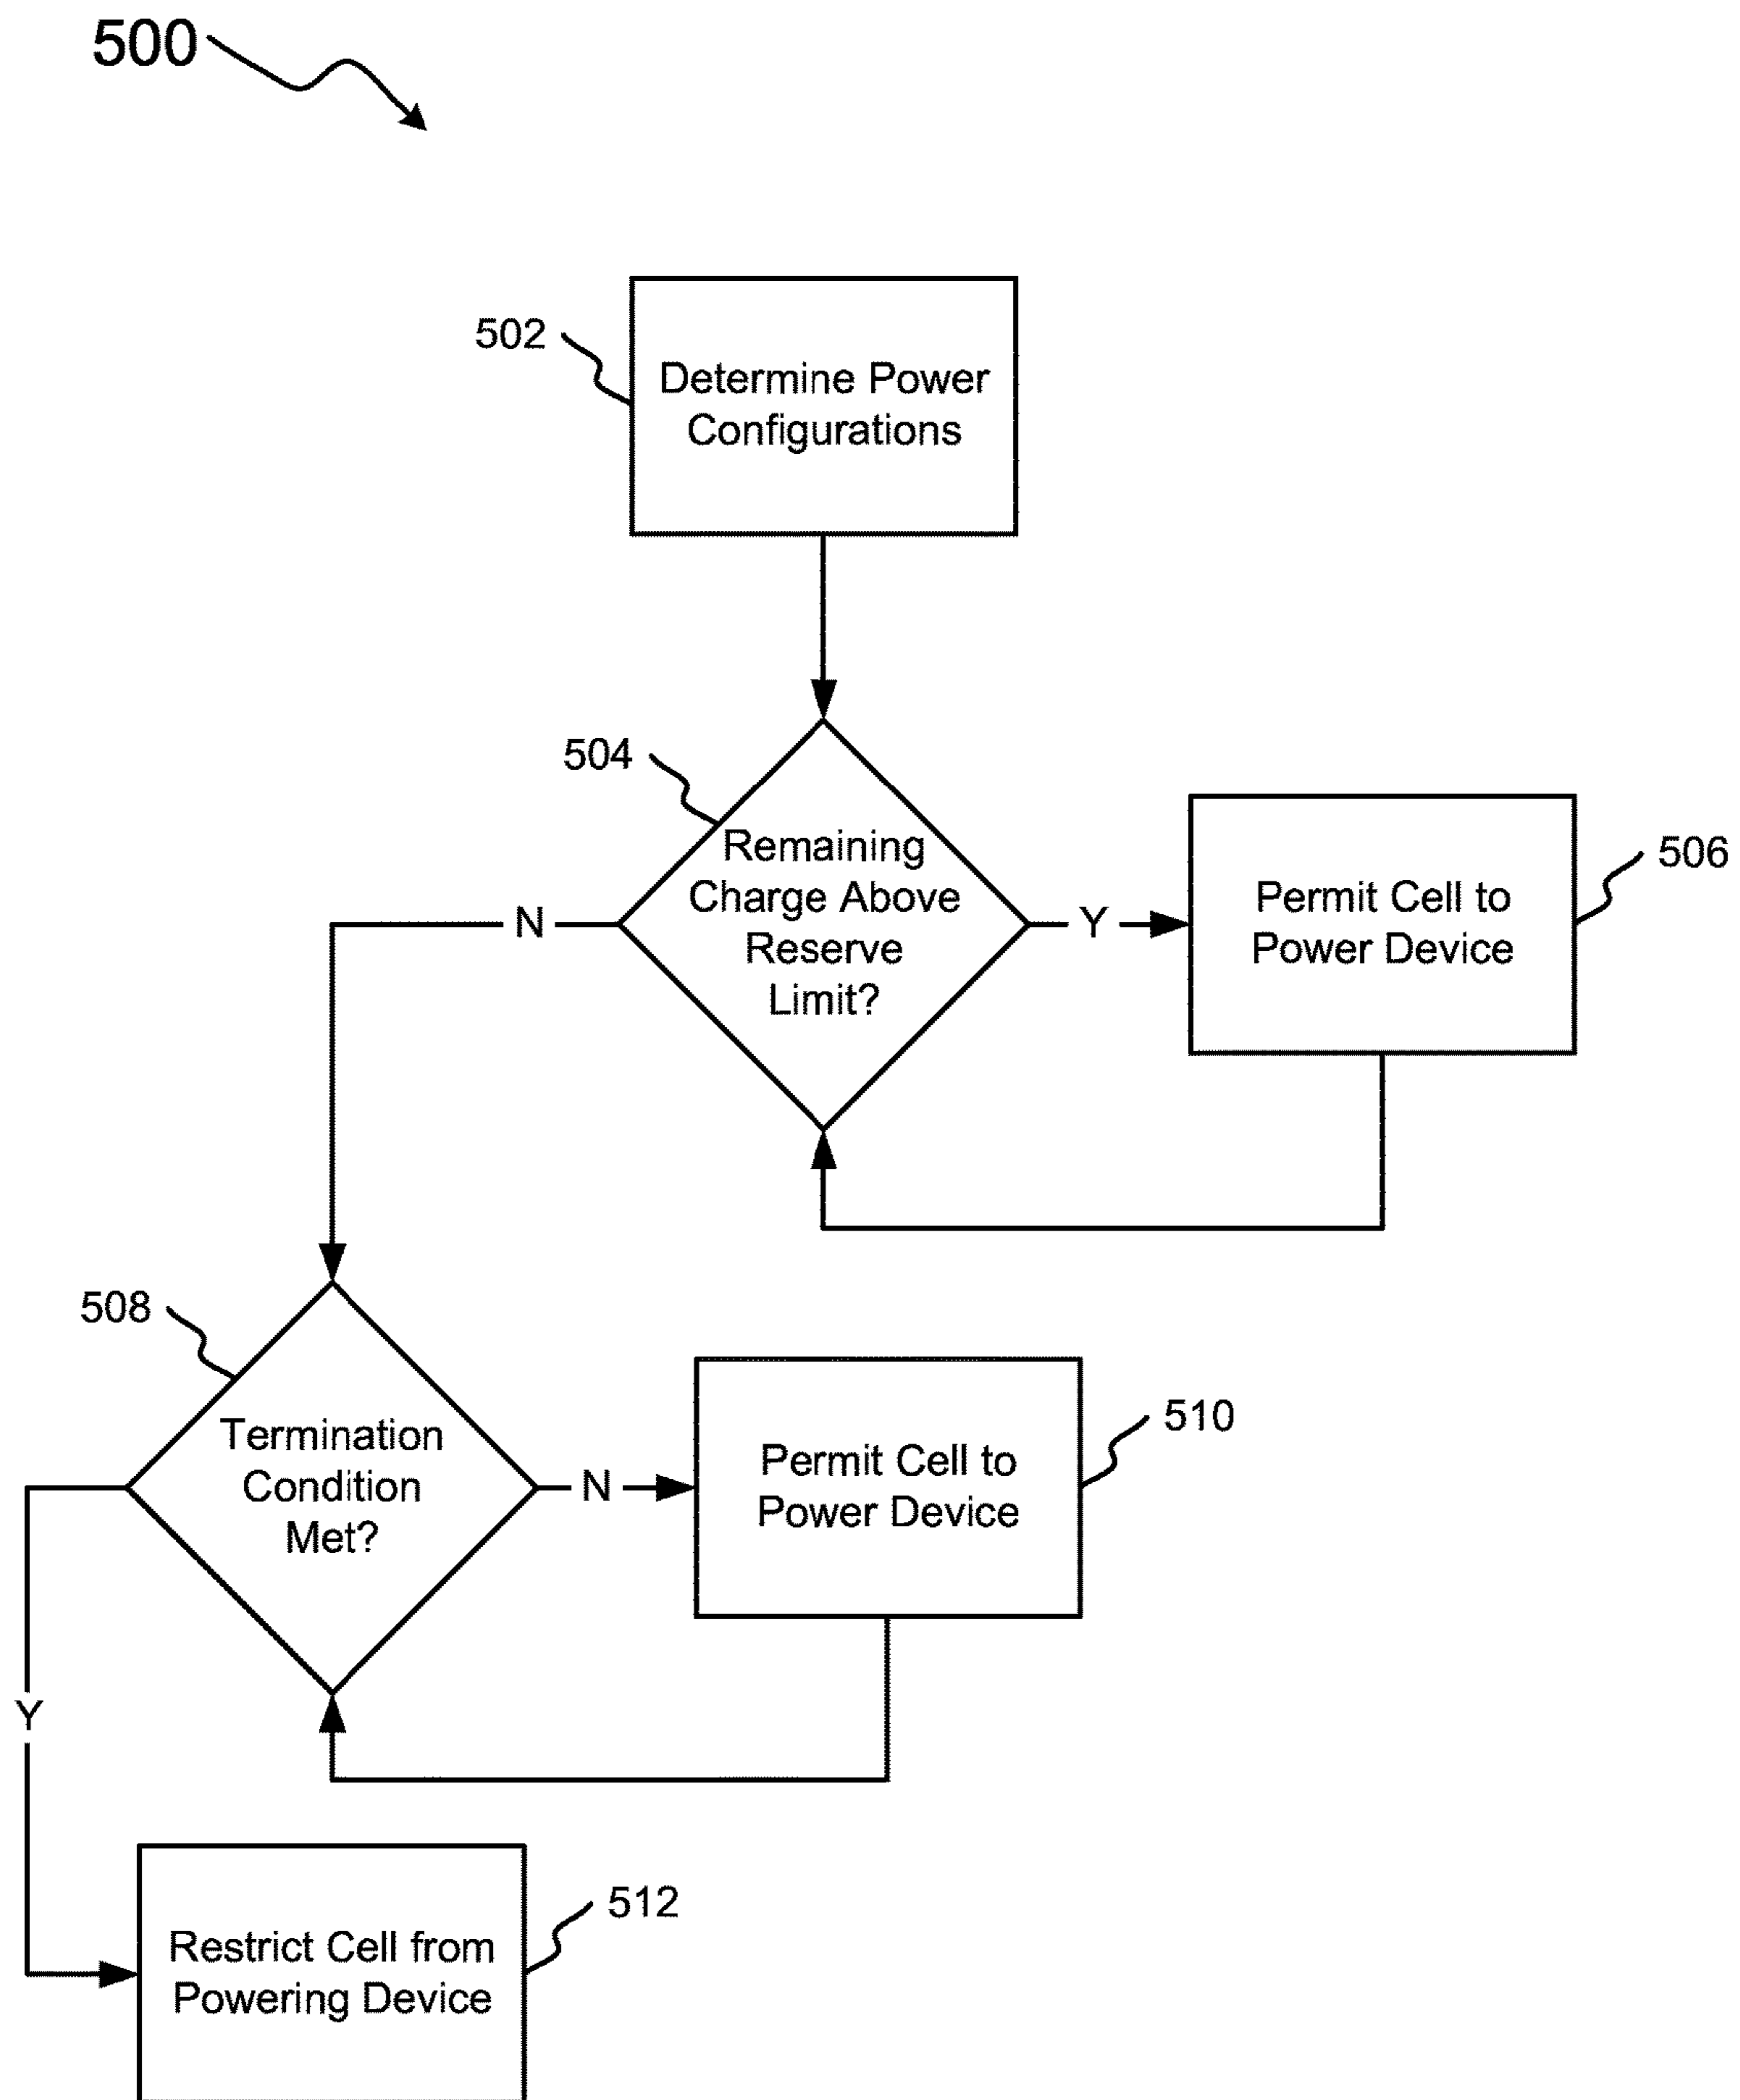 500
502
Determine Power
Configurations
504
Remaining
Charge Above
Reserve
Limit?
N
Y
506
Permit Cell to
Power Device
508
Termination
Condition
Met?
N
510
Permit Cell to
Power Device
Y
512
Restrict Cell from
Powering Device